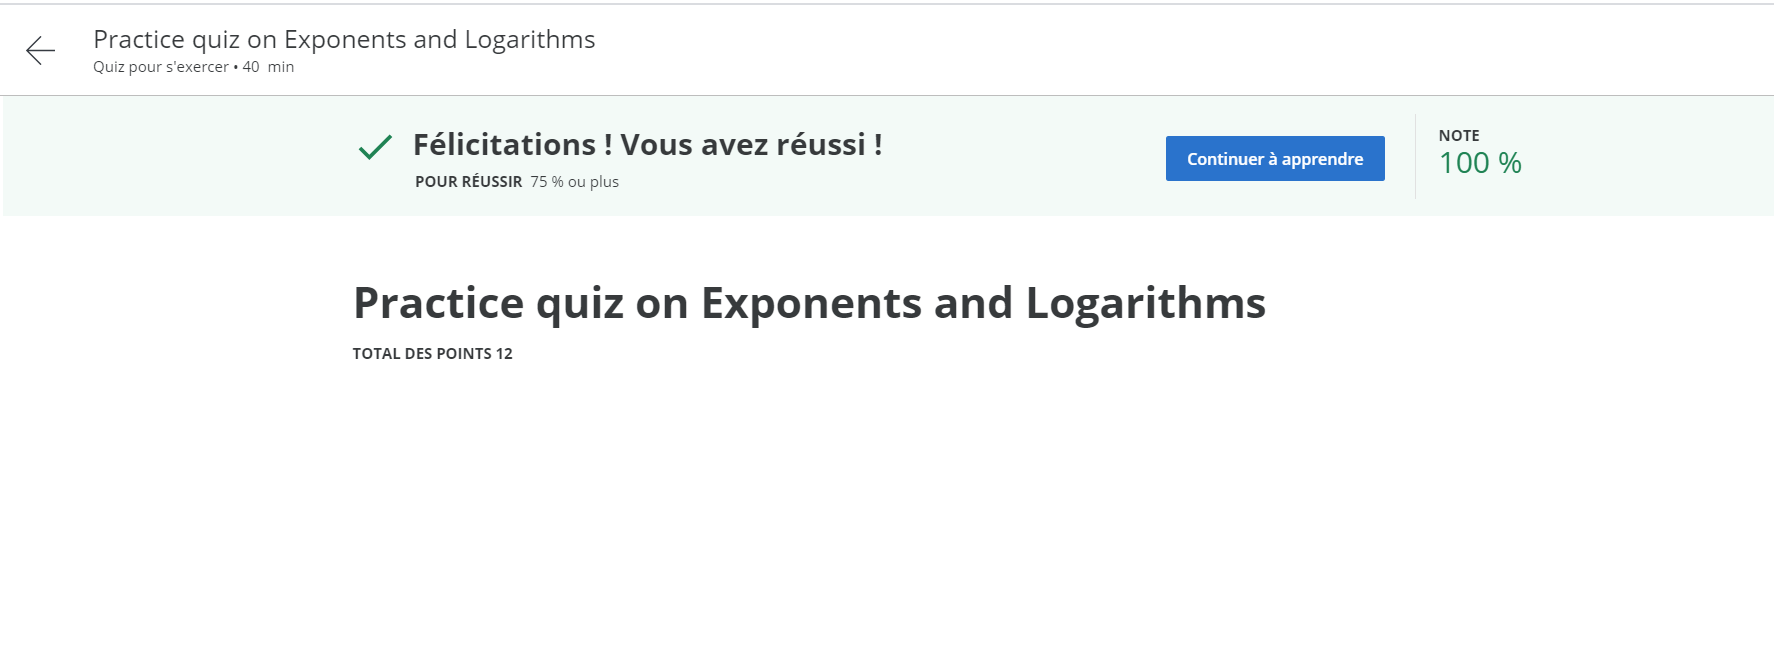 Practice quiz on Exponents and Logarithms
Quiz pour s'exercer • 40 min
Félicitations ! Vous avez réussi !
POUR RÉUSSIR 75 % ou plus
Continuer à apprendre
NOTE
100 %
Practice quiz on Exponents and Logarithms
TOTAL DES POINTS 12